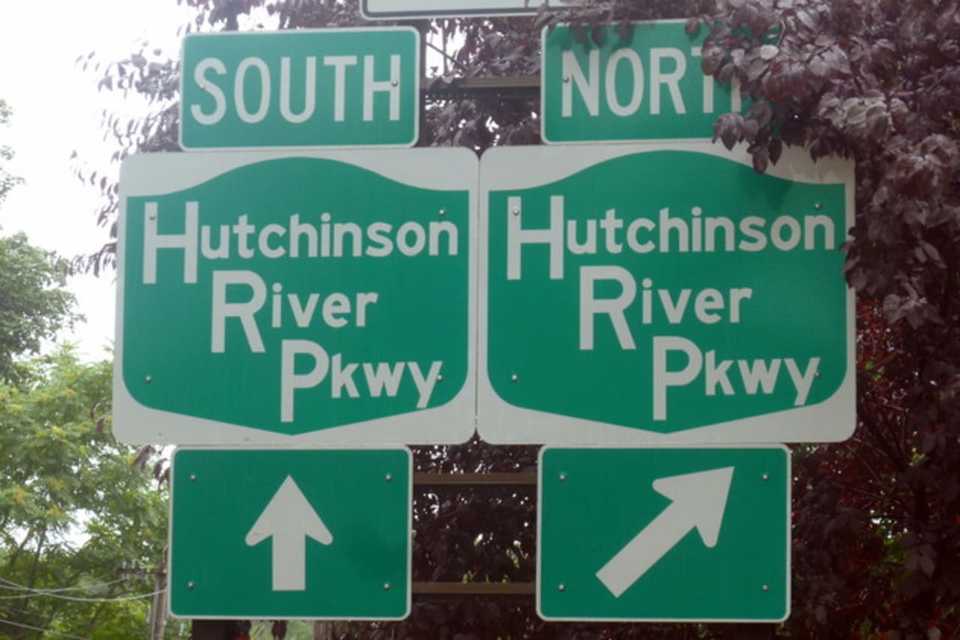 SOUTH
Hutchinson
River
Pkwy
NORT
Hutchinson
River
Pkwy